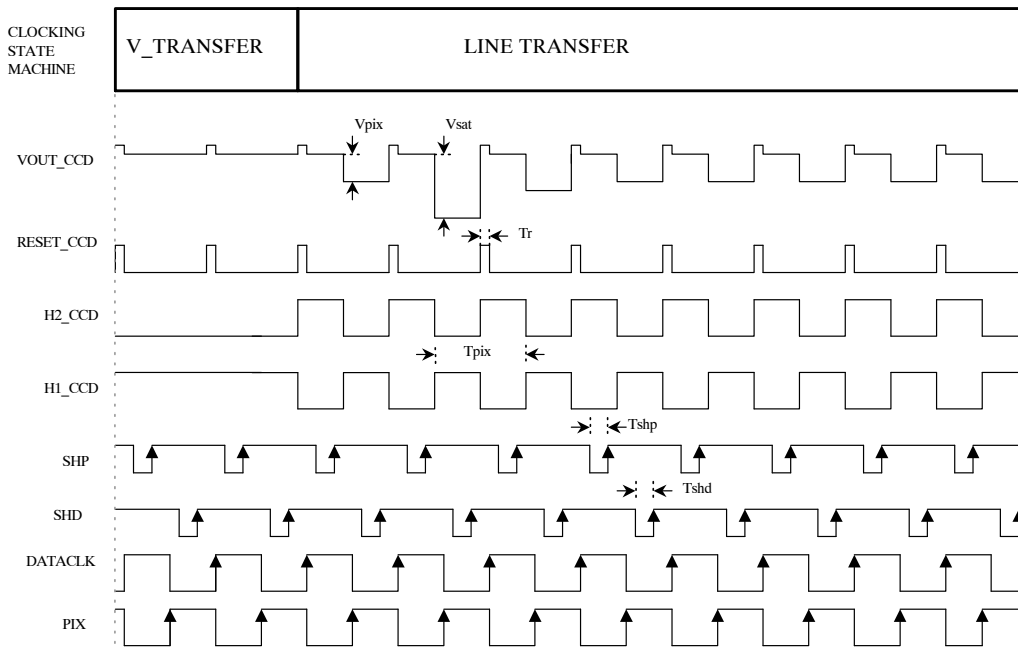 CLOCKING
STATE
MACHINE
V_TRANSFER
LINE TRANSFER
Vpix
Vsat
VOUT_CCD
Tr
RESET_CCD
H2_CCD
Tpix
H1_CCD
Tshp
SHP
Tshd
SHD
DATACLK
PIX